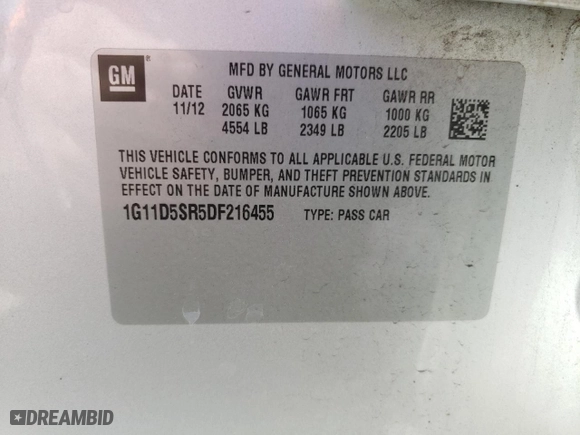 GM ®
MFD BY GENERAL MOTORS LLC
DATE GVWR GAWR FRT GAWR RR
11/12 2065 KG 1065 KG 1000 KG
4554 LB 2349 LB 2205 LB
THIS VEHICLE CONFORMS TO ALL APPLICABLE U.S. FEDERAL MOTOR
VEHICLE SAFETY, BUMPER, AND THEFT PREVENTION STANDARDS IN
EFFECT ON THE DATE OF MANUFACTURE SHOWN ABOVE.
1G11D5SR5DF216455 TYPE: PASS CAR
DREAMBID